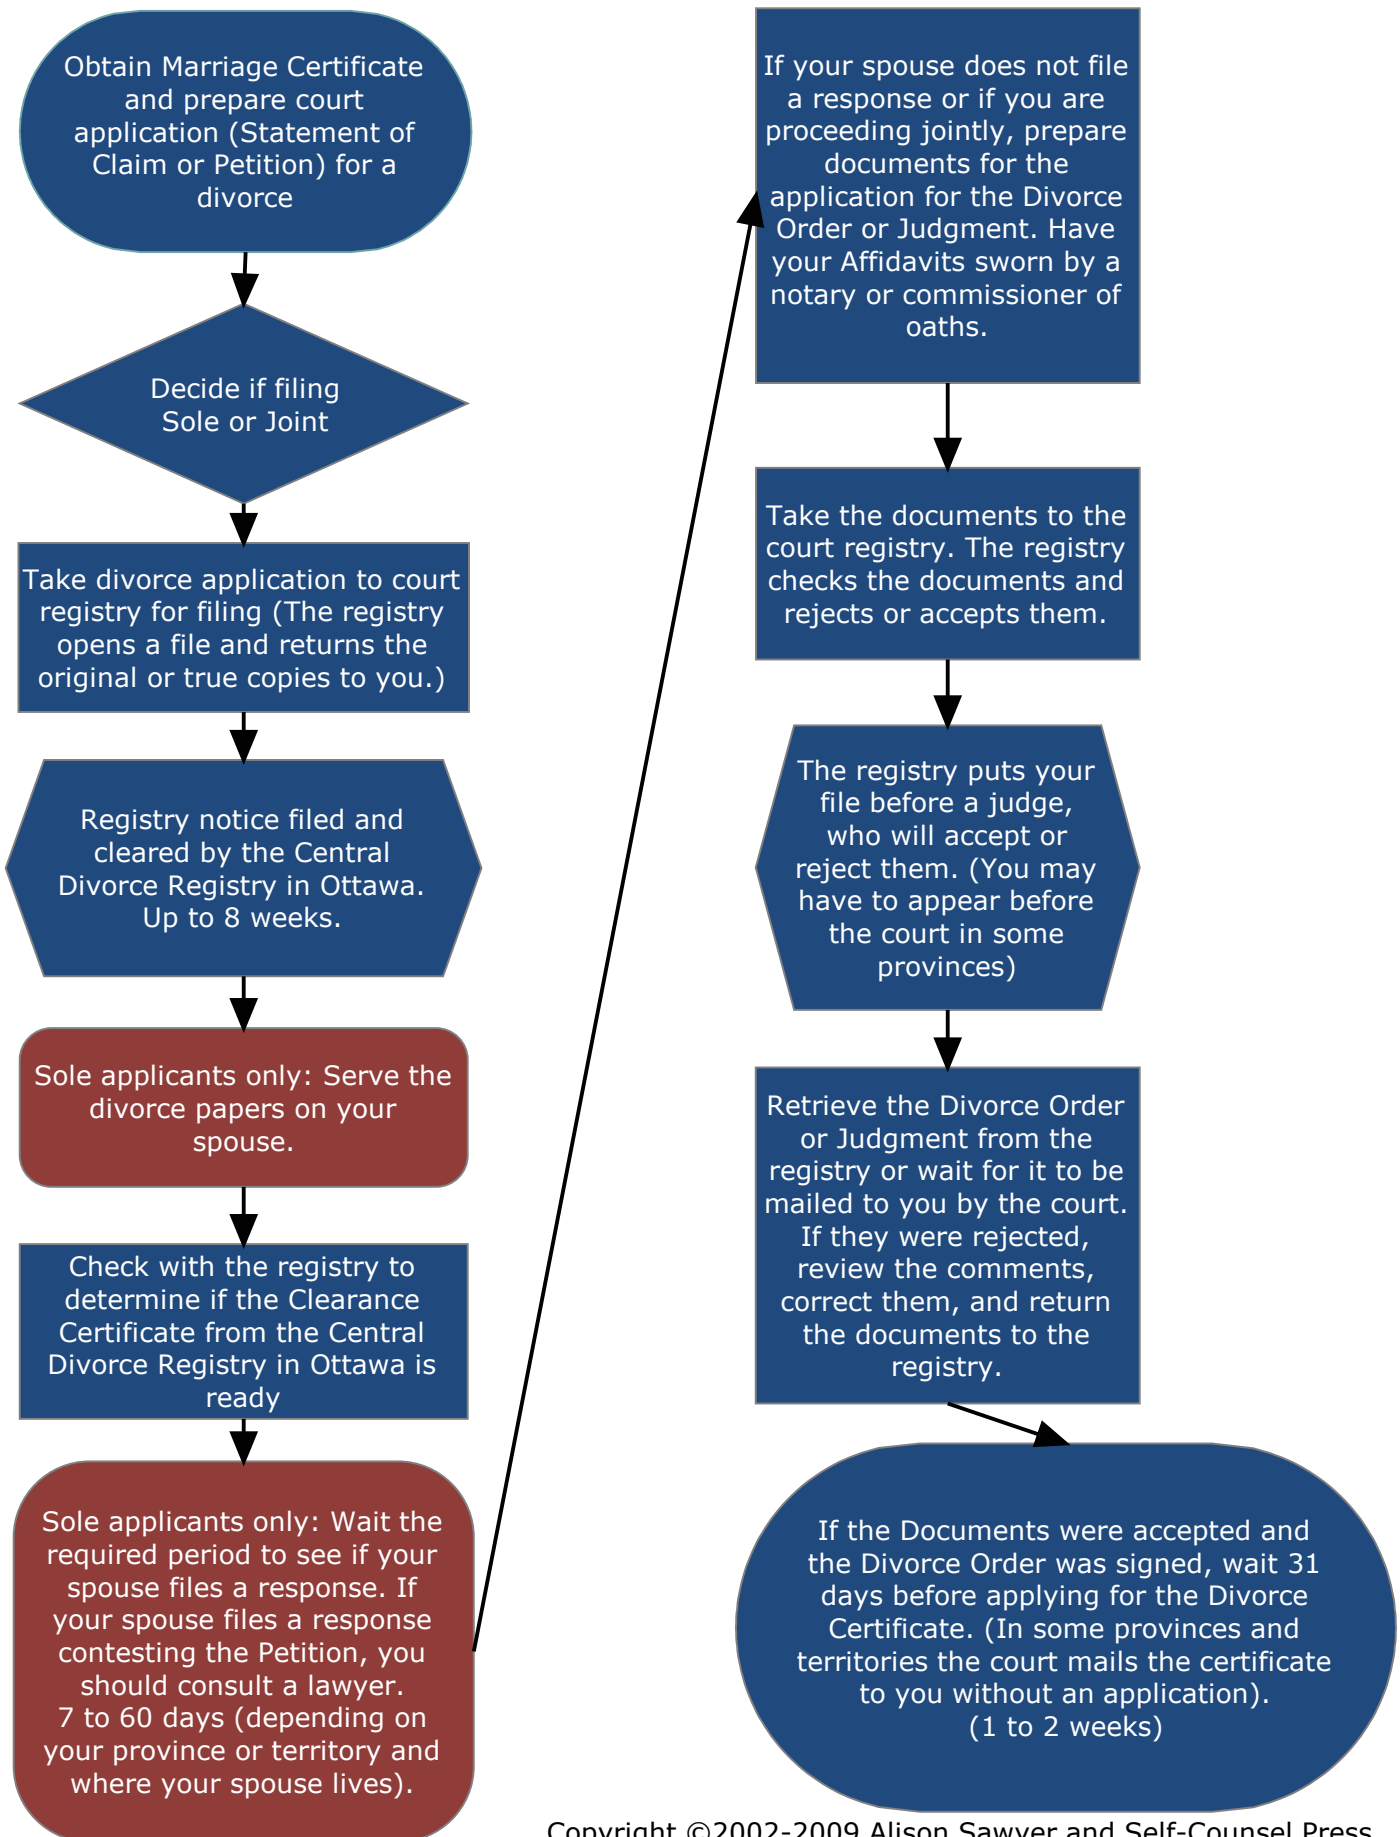 Obtain Marriage Certificate
and prepare court
application (Statement of
Claim or Petition) for a
divorce
Decide if filing
Sole or Joint
Take divorce application to court
registry for filing (The registry
opens a file and returns the
original or true copies to you.)
Registry notice filed and
cleared by the Central
Divorce Registry in Ottawa.
Up to 8 weeks.
Sole applicants only: Serve the
divorce papers on your
spouse.
Check with the registry to
determine if the Clearance
Certificate from the Central
Divorce Registry in Ottawa is
ready
Sole applicants only: Wait the
required period to see if your
spouse files a response. If
your spouse files a response
contesting the Petition, you
should consult a lawyer.
7 to 60 days (depending on
your province or territory and
where your spouse lives).
If your spouse does not file
a response or if you are
proceeding jointly, prepare
documents for the
application for the Divorce
Order or Judgment. Have
your Affidavits sworn by a
notary or commissioner of
oaths.
Take the documents to the
court registry. The registry
checks the documents and
rejects or accepts them.
The registry puts your
file before a judge,
who will accept or
reject them. (You may
have to appear before
the court in some
provinces)
Retrieve the Divorce Order
or Judgment from the
registry or wait for it to be
mailed to you by the court.
If they were rejected,
review the comments,
correct them, and return
the documents to the
registry.
If the Documents were accepted and
the Divorce Order was signed, wait 31
days before applying for the Divorce
Certificate. (In some provinces and
territories the court mails the certificate
to you without an application).
(1 to 2 weeks)
Copyright ©2002-2009 Alison Sawyer and Self-Counsel Press